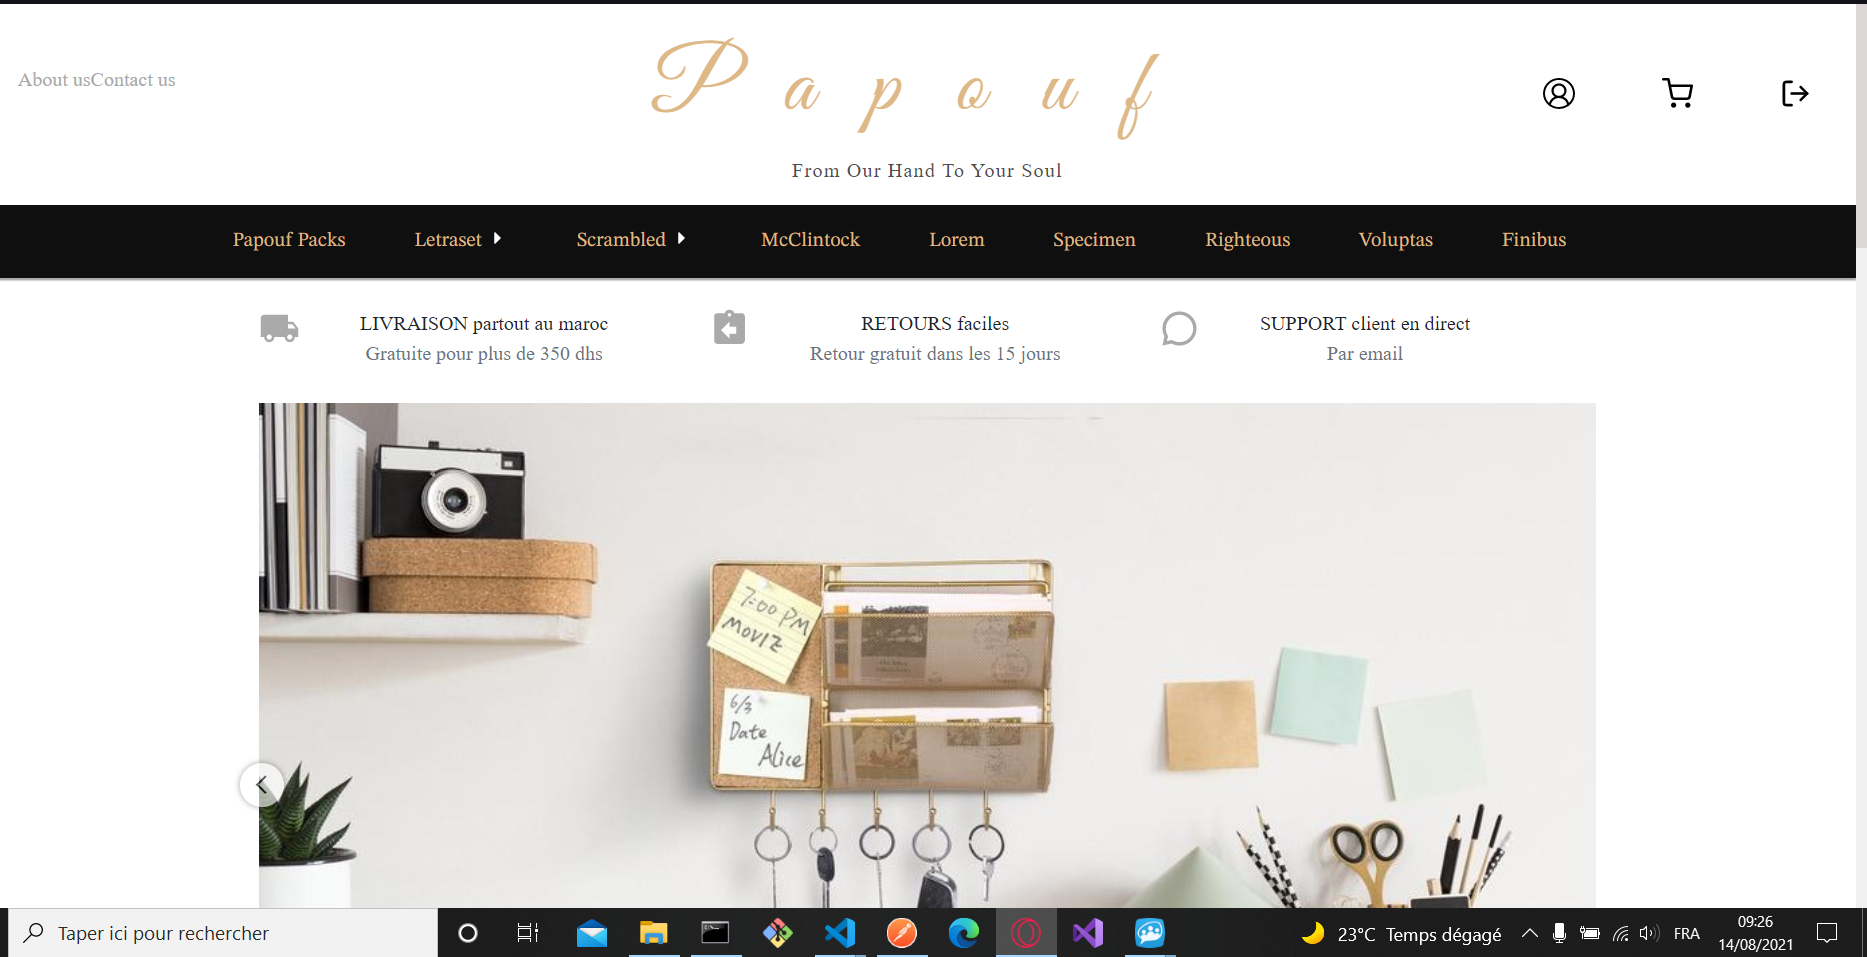 About usContact us
Papouf
From Our Hand To Your Soul
Papouf Packs Letraset Scrambled McClintock Lorem Specimen Righteous Voluptas Finibus
LIVRAISON partout au maroc
Gratuite pour plus de 350 dhs
RETOURS faciles
Retour gratuit dans les 15 jours
SUPPORT client en direct
Par email
7:00 PM
MOVIZ
6/3
Date
Alice
Taper ici pour rechercher
23°C Temps dégagé
FRA
09:26
14/08/2021